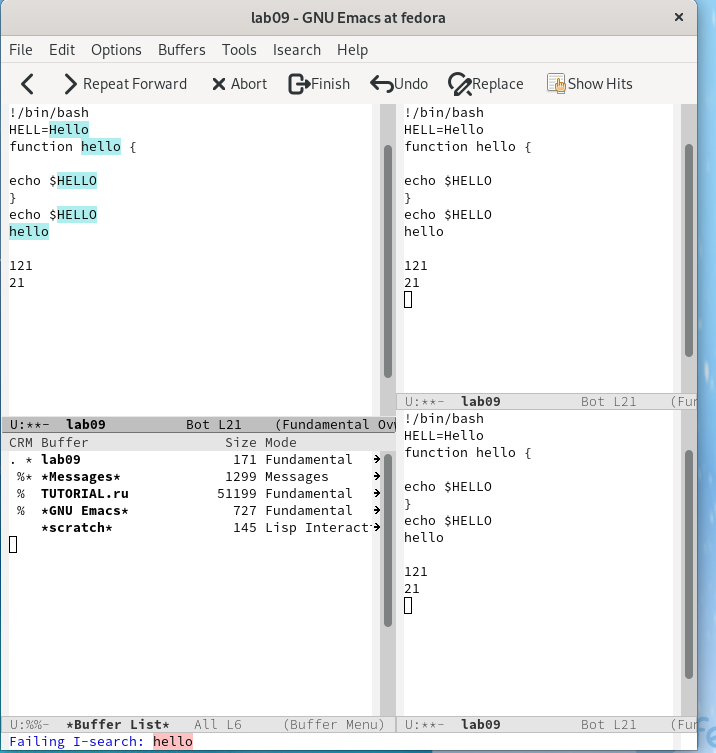 lab09 - GNU Emacs at fedora ×
File Edit Options Buffers Tools Isearch Help
Repeat Forward Abort Finish Undo Replace Show Hits
!/bin/bash
HELL=Hello
function hello {
echo $HELLO
}
echo $HELLO
hello
121
21
U:**- lab09 Bot L21 (Fundamental Ov
CRM Buffer Size Mode
. * lab09 171 Fundamental
%* *Messages* 1299 Messages
% TUTORIAL.ru 51199 Fundamental
% *GNU Emacs* 727 Fundamental
*scratch* 145 Lisp Interact
U:%%- *Buffer List* All L6 (Buffer Menu)
!/bin/bash
HELL=Hello
function hello {
echo $HELLO
}
echo $HELLO
hello
121
21
U:**- lab09 Bot L21 (Fun
!/bin/bash
HELL=Hello
function hello {
echo $HELLO
}
echo $HELLO
hello
121
21
U:**- lab09 Bot L21 (Fun
Failing I-search: hello